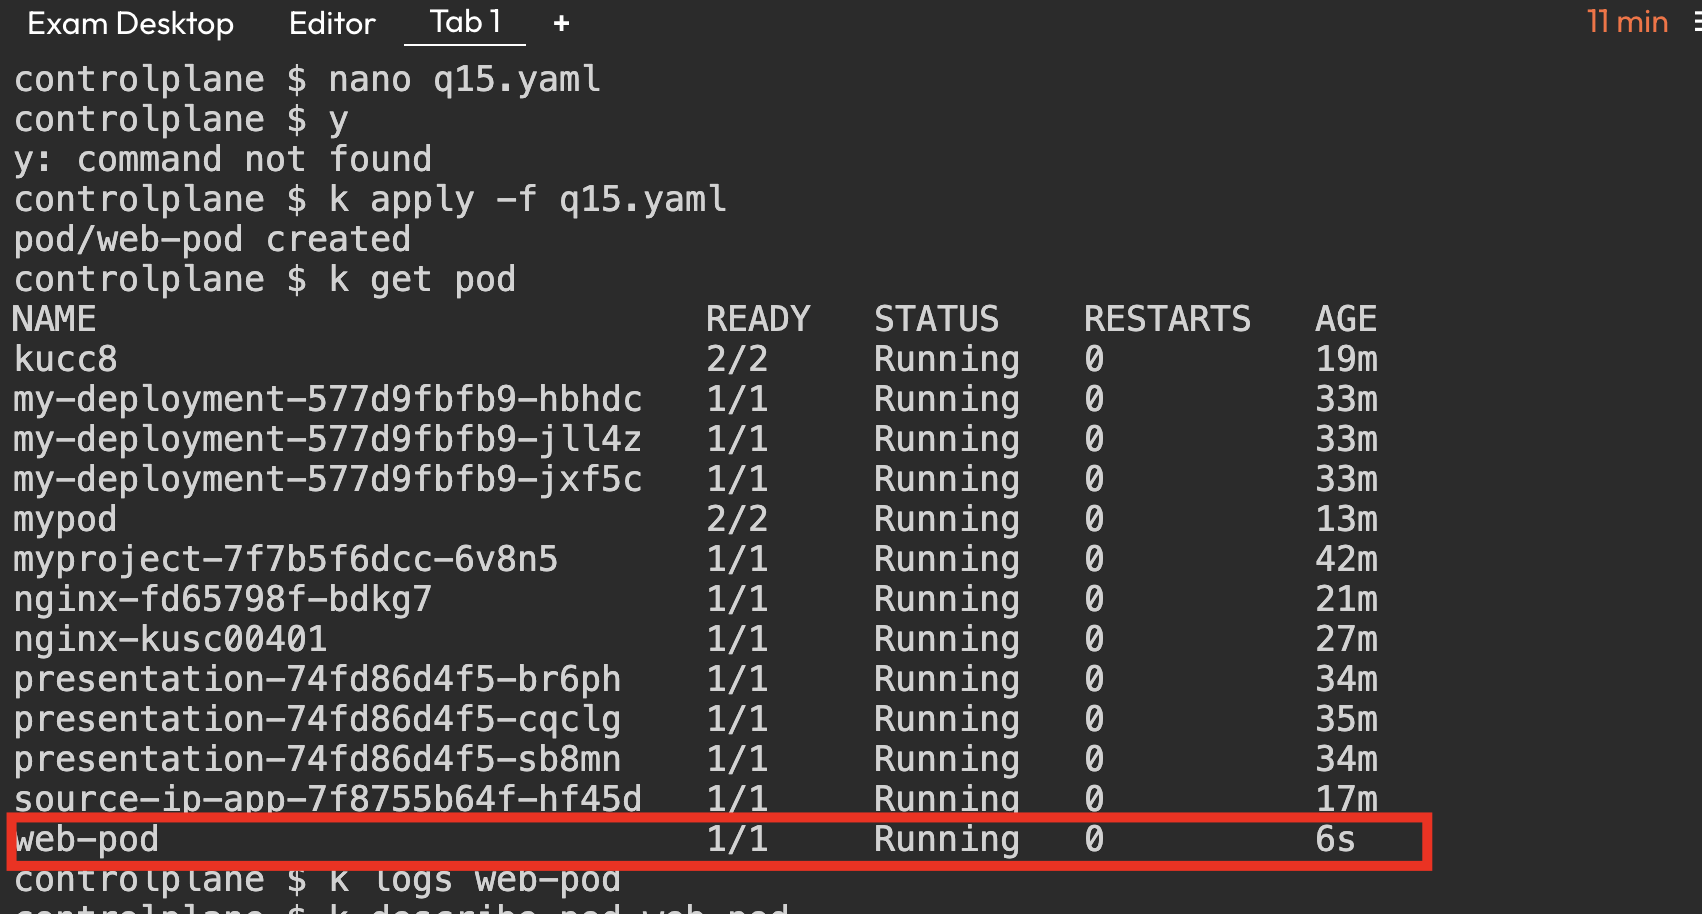 Exam Desktop Editor Tab 1 + 11 min
controlplane $ nano q15.yaml
controlplane $ y
y: command not found
controlplane $ k apply -f q15.yaml
pod/web-pod created
controlplane $ k get pod
NAME READY STATUS RESTARTS AGE
kucc8 2/2 Running 0 19m
my-deployment-577d9fbfb9-hbhdc 1/1 Running 0 33m
my-deployment-577d9fbfb9-jll4z 1/1 Running 0 33m
my-deployment-577d9fbfb9-jxf5c 1/1 Running 0 33m
mypod 2/2 Running 0 13m
myproject-7f7b5f6dcc-6v8n5 1/1 Running 0 42m
nginx-fd65798f-bdkg7 1/1 Running 0 21m
nginx-kusc00401 1/1 Running 0 27m
presentation-74fd86d4f5-br6ph 1/1 Running 0 34m
presentation-74fd86d4f5-cqclg 1/1 Running 0 35m
presentation-74fd86d4f5-sb8mn 1/1 Running 0 34m
source-ip-app-7f8755b64f-hf45d 1/1 Running 0 17m
web-pod 1/1 Running 0 6s
controlplane $ k logs web-pod
controlplane $ k describe pod web-pod